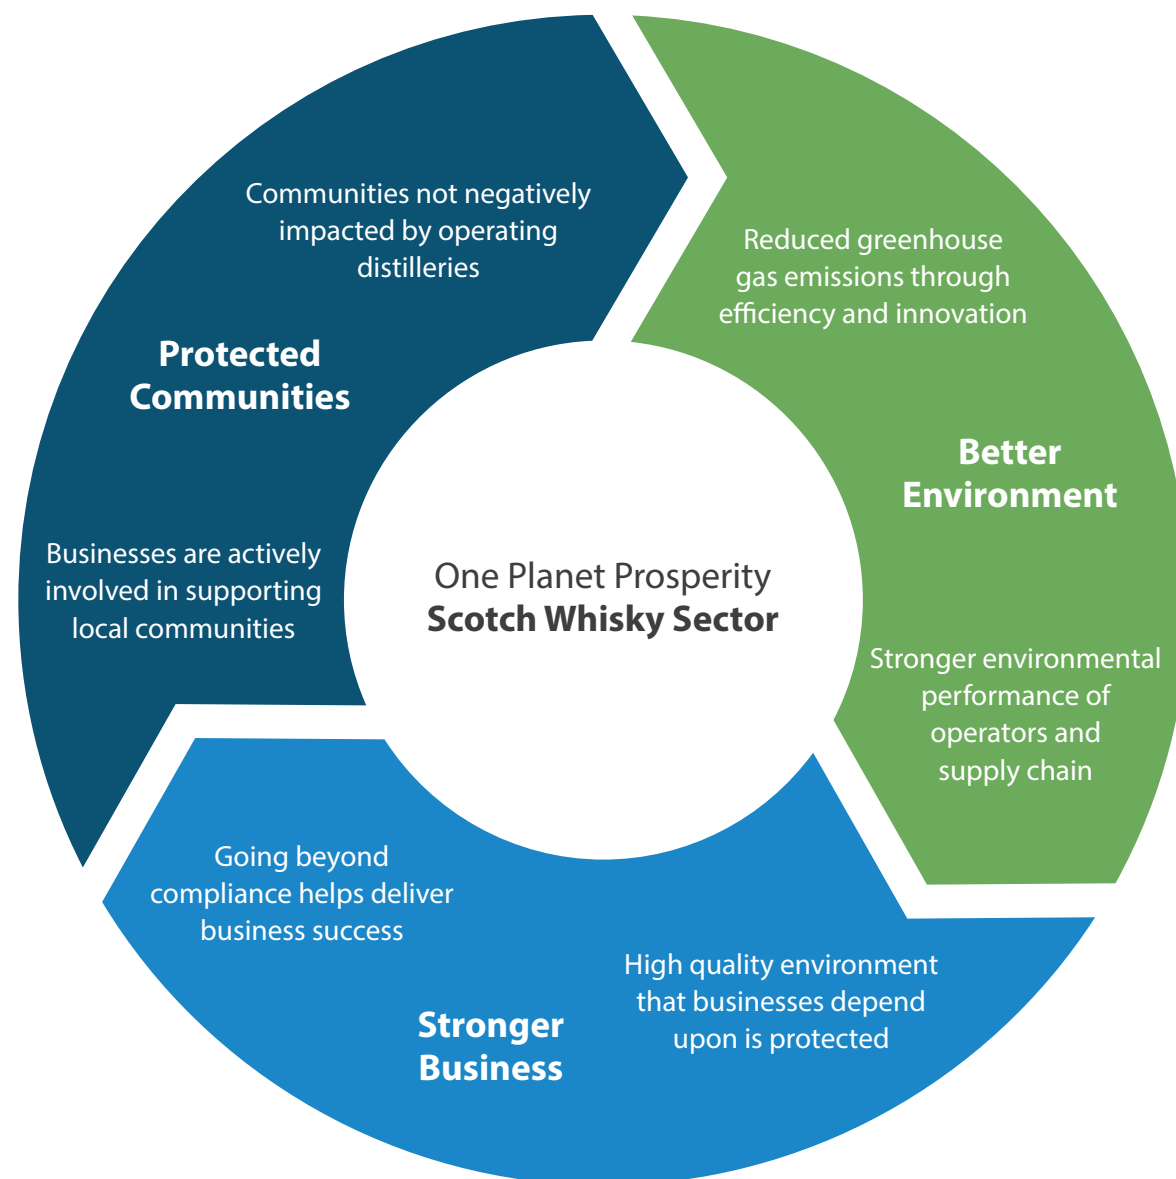 Communities not negatively
impacted by operating
distilleries
Protected
Communities
Businesses are actively
involved in supporting
local communities
Reduced greenhouse
gas emissions through
efficiency and innovation
Better
Environment
Stronger environmental
performance of
operators and
supply chain
One Planet Prosperity
Scotch Whisky Sector
Going beyond
compliance helps deliver
business success
Stronger
Business
High quality environment
that businesses depend
upon is protected